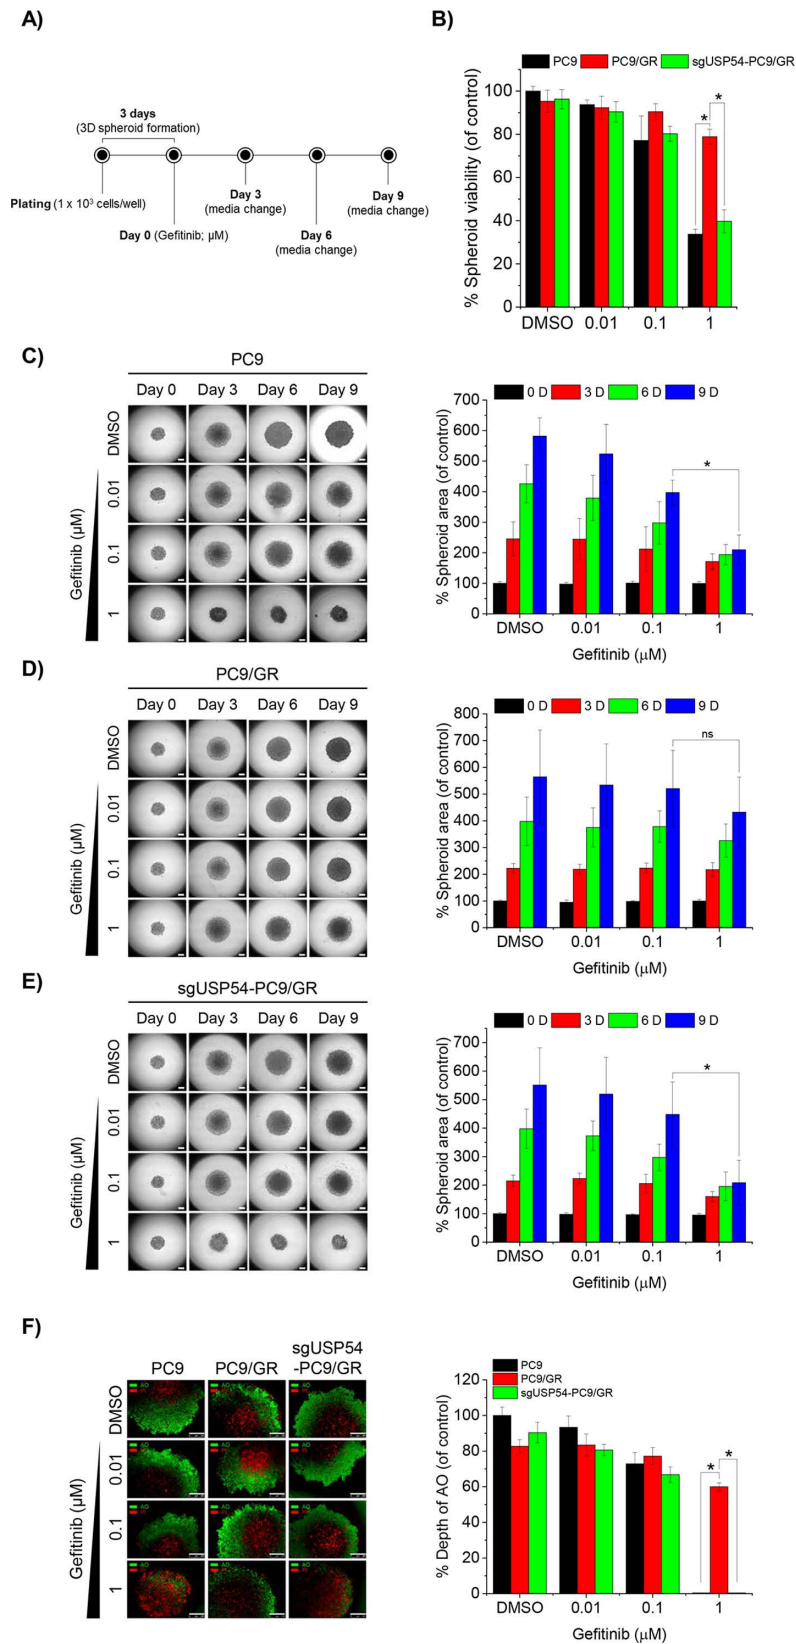 A)
3 days
(3D spheroid formation)
Plating (1 x 10³ cells/well)
Day 0 (Gefitinib; µM)
Day 3
(media change)
Day 6
(media change)
Day 9
(media change)
B)
PC9 PC9/GR sgUSP54-PC9/GR
% Spheroid viability (of control)
100
80
60
40
20
0
* *
DMSO 0.01 0.1 1
C)
PC9
Day 0 Day 3 Day 6 Day 9
Gefitinib (µM)
DMSO
0.01
0.1
1
0 D 3 D 6 D 9 D
% Spheroid area (of control)
700
600
500
400
300
200
100
0
*
DMSO 0.01 0.1 1
Gefitinib (µM)
D)
PC9/GR
Day 0 Day 3 Day 6 Day 9
Gefitinib (µM)
DMSO
0.01
0.1
1
0 D 3 D 6 D 9 D
% Spheroid area (of control)
800
700
600
500
400
300
200
100
0
ns
DMSO 0.01 0.1 1
Gefitinib (µM)
E)
sgUSP54-PC9/GR
Day 0 Day 3 Day 6 Day 9
Gefitinib (µM)
DMSO
0.01
0.1
1
0 D 3 D 6 D 9 D
% Spheroid area (of control)
700
600
500
400
300
200
100
0
*
DMSO 0.01 0.1 1
Gefitinib (µM)
F)
PC9 PC9/GR sgUSP54
-PC9/GR
Gefitinib (µM)
DMSO
0.01
0.1
1
AO AO AO
PC9
PC9/GR
sgUSP54-PC9/GR
% Depth of AO (of control)
120
100
80
60
40
20
0
* *
DMSO 0.01 0.1 1
Gefitinib (µM)